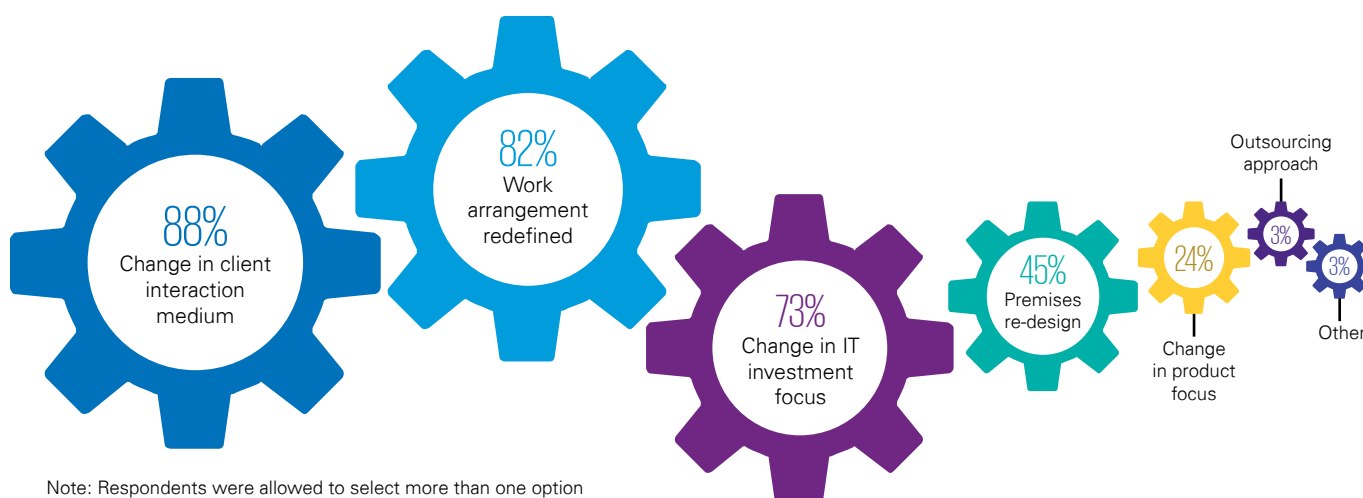 88%
Change in client
interaction
medium
82%
Work
arrangement
redefined
73%
Change in IT
investment
focus
45%
Premises
re-design
24%
Change
in product
focus
Outsourcing
approach
3%
3%
Other
Note: Respondents were allowed to select more than one option